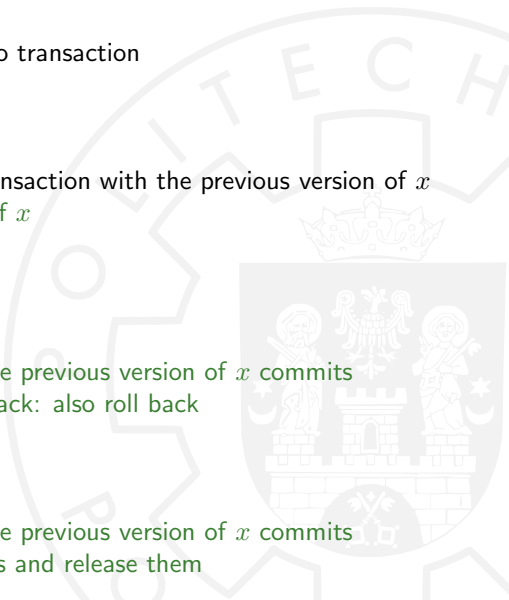 o transaction
nsaction with the previous version of x
f x
e previous version of x commits
ack: also roll back
e previous version of x commits
s and release them
O L I T E C H
P O